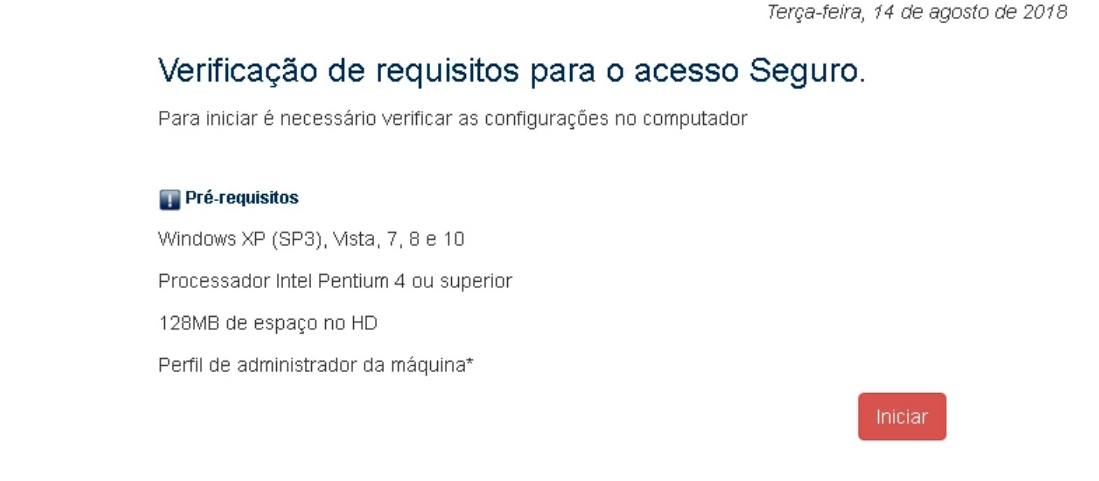 Terça-feira, 14 de agosto de 2018
Verificação de requisitos para o acesso Seguro.
Para iniciar é necessário verificar as configurações no computador
Pré-requisitos
Windows XP (SP3), Vista, 7, 8 e 10
Processador Intel Pentium 4 ou superior
128MB de espaço no HD
Perfil de administrador da máquina*
Iniciar